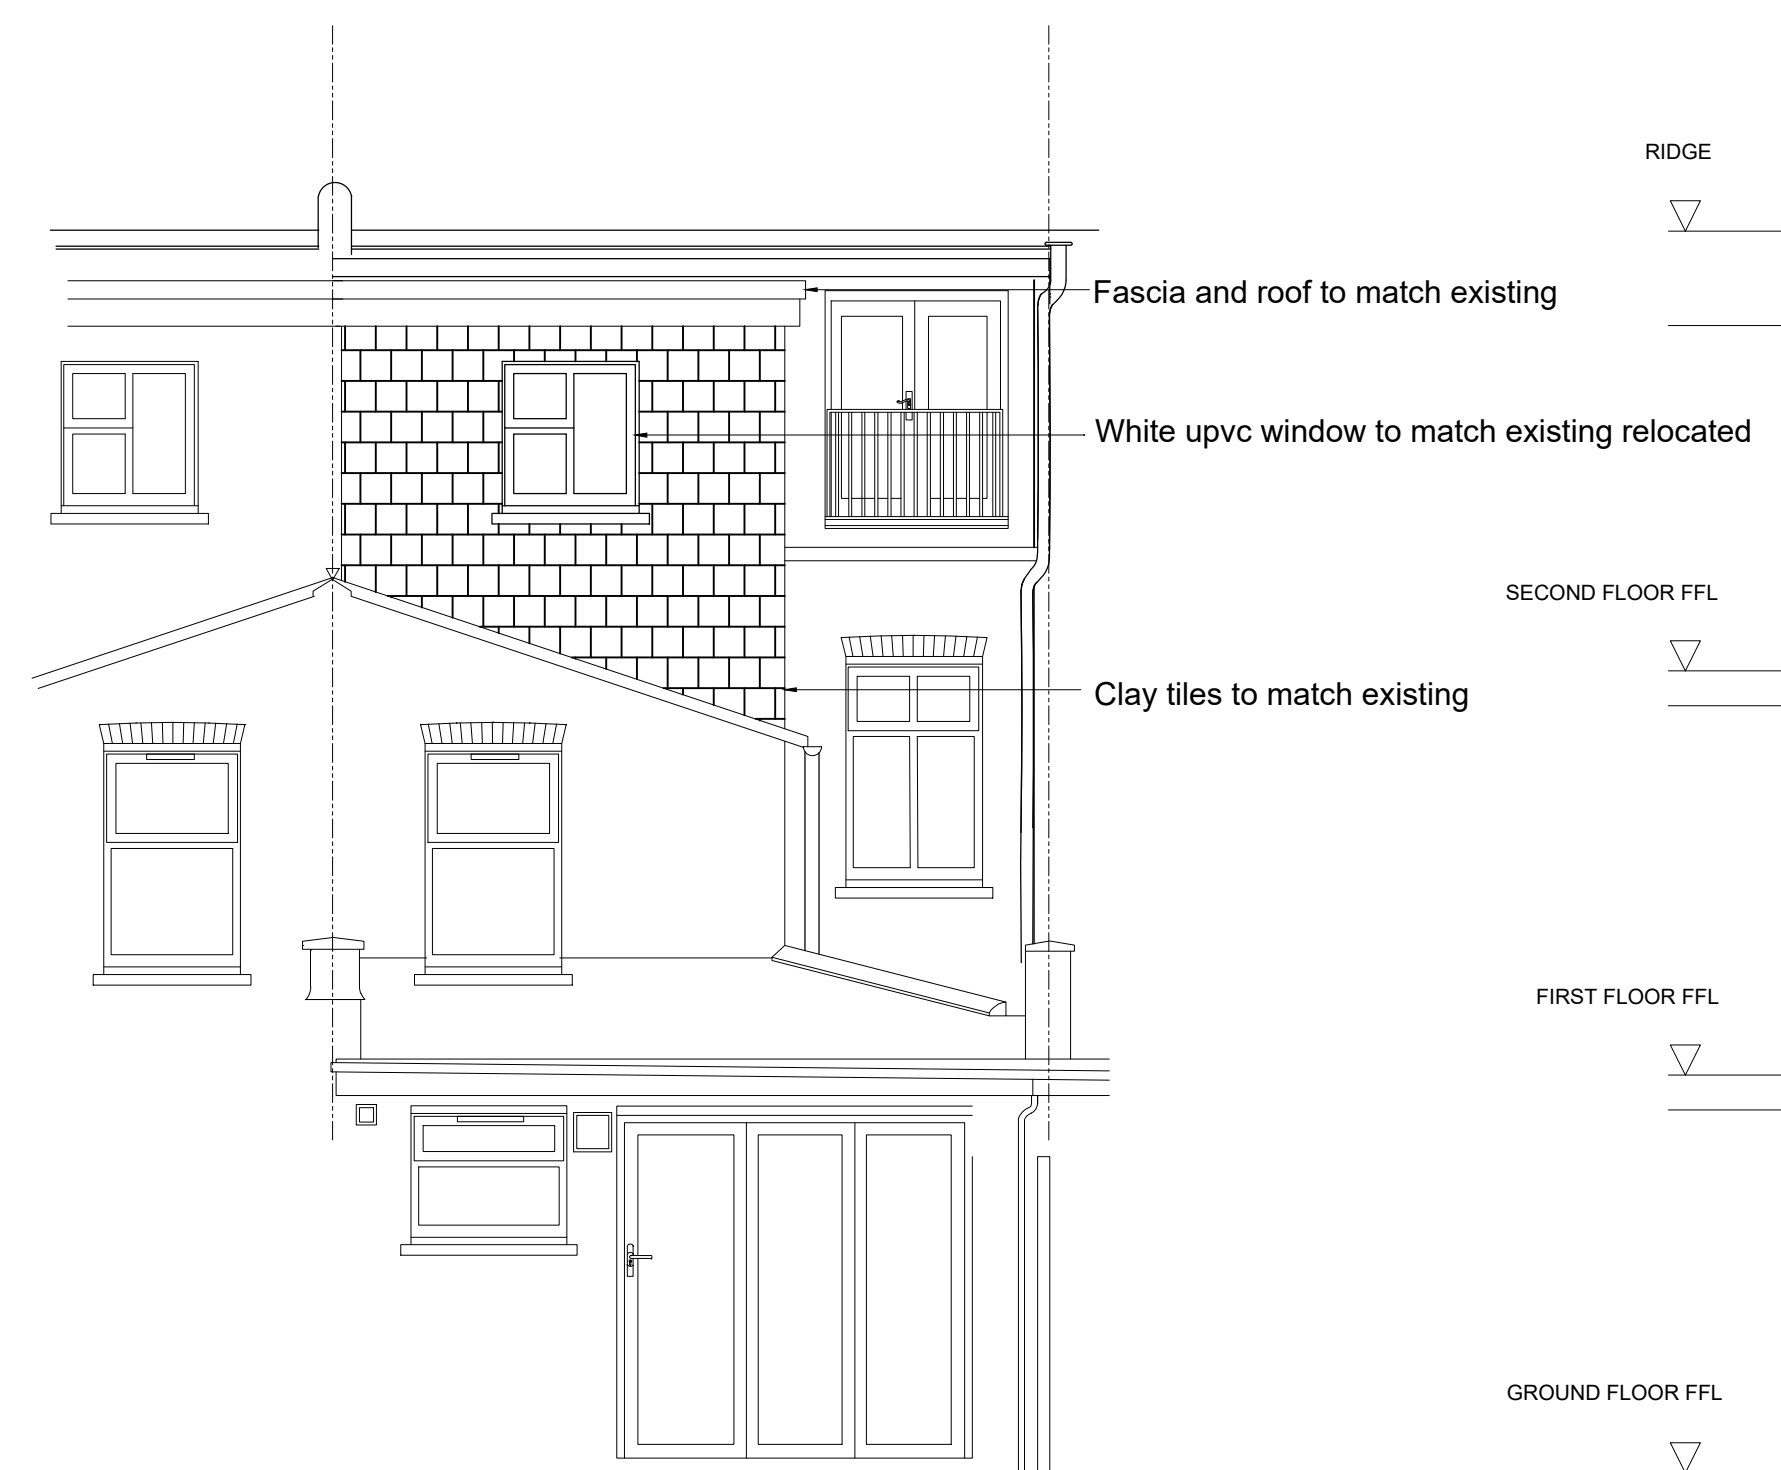 RIDGE
Fascia and roof to match existing
White upvc window to match existing relocated
SECOND FLOOR FFL
Clay tiles to match existing
FIRST FLOOR FFL
GROUND FLOOR FFL